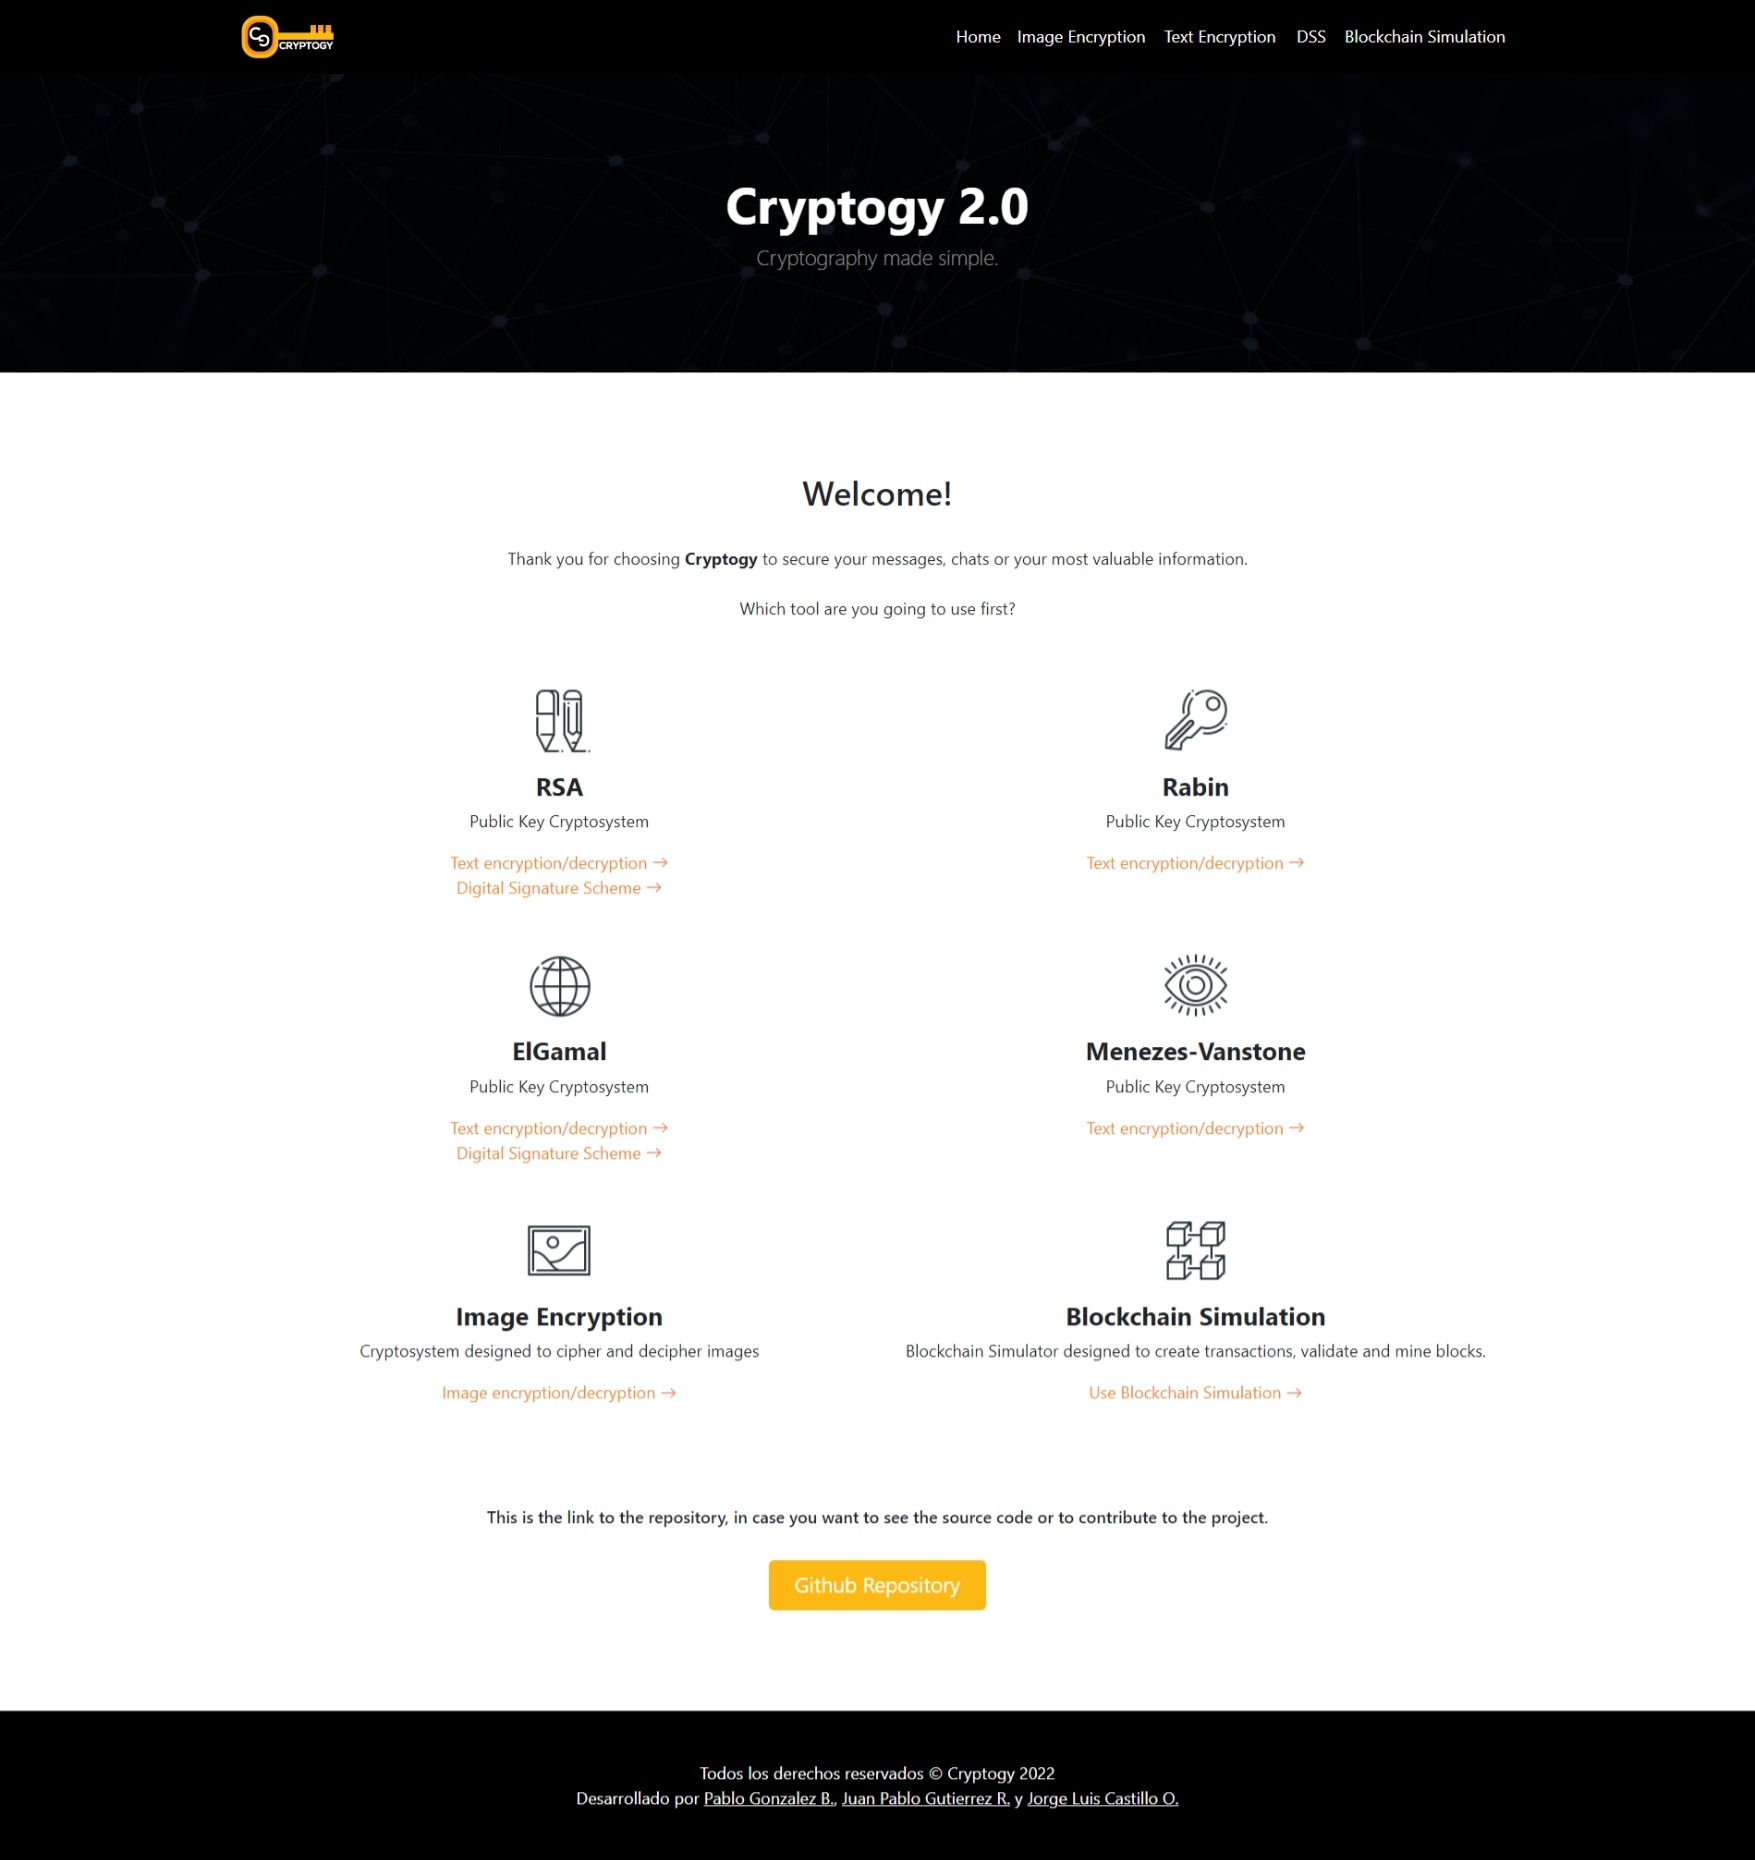 CG CRYPTOGY
Home Image Encryption Text Encryption DSS Blockchain Simulation
Cryptogy 2.0
Cryptography made simple.
Welcome!
Thank you for choosing Cryptogy to secure your messages, chats or your most valuable information.
Which tool are you going to use first?
RSA
Public Key Cryptosystem
Text encryption/decryption →
Digital Signature Scheme →
Rabin
Public Key Cryptosystem
Text encryption/decryption →
ElGamal
Public Key Cryptosystem
Text encryption/decryption →
Digital Signature Scheme →
Menezes-Vanstone
Public Key Cryptosystem
Text encryption/decryption →
Image Encryption
Cryptosystem designed to cipher and decipher images
Image encryption/decryption →
Blockchain Simulation
Blockchain Simulator designed to create transactions, validate and mine blocks.
Use Blockchain Simulation →
This is the link to the repository, in case you want to see the source code or to contribute to the project.
Github Repository
Todos los derechos reservados © Cryptogy 2022
Desarrollado por Pablo Gonzalez B., Juan Pablo Gutierrez R. y Jorge Luis Castillo O.